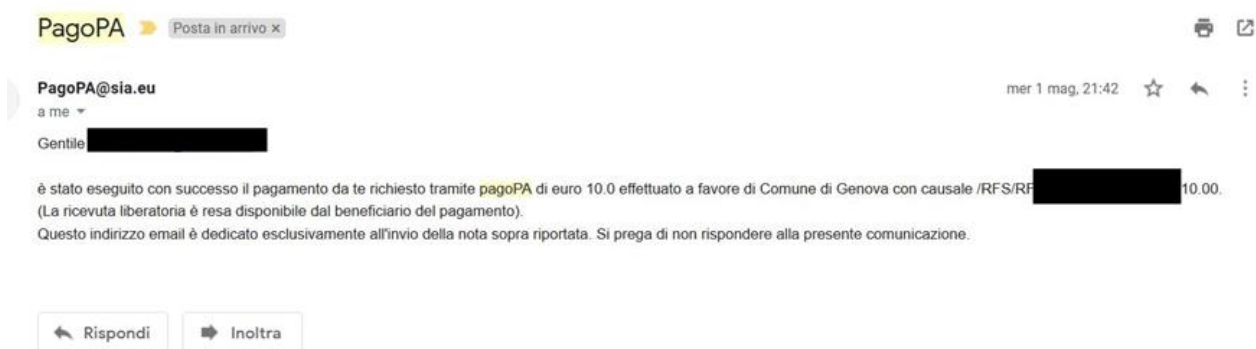 PagoPA Posta in arrivo x
PagoPA@sia.eu mer 1 mag, 21:42
a me
Gentile
è stato eseguito con successo il pagamento da te richiesto tramite pagoPA di euro 10.0 effettuato a favore di Comune di Genova con causale /RFS/RF 10.00.
(La ricevuta liberatoria è resa disponibile dal beneficiario del pagamento).
Questo indirizzo email è dedicato esclusivamente all'invio della nota sopra riportata. Si prega di non rispondere alla presente comunicazione.
Rispondi Inoltra